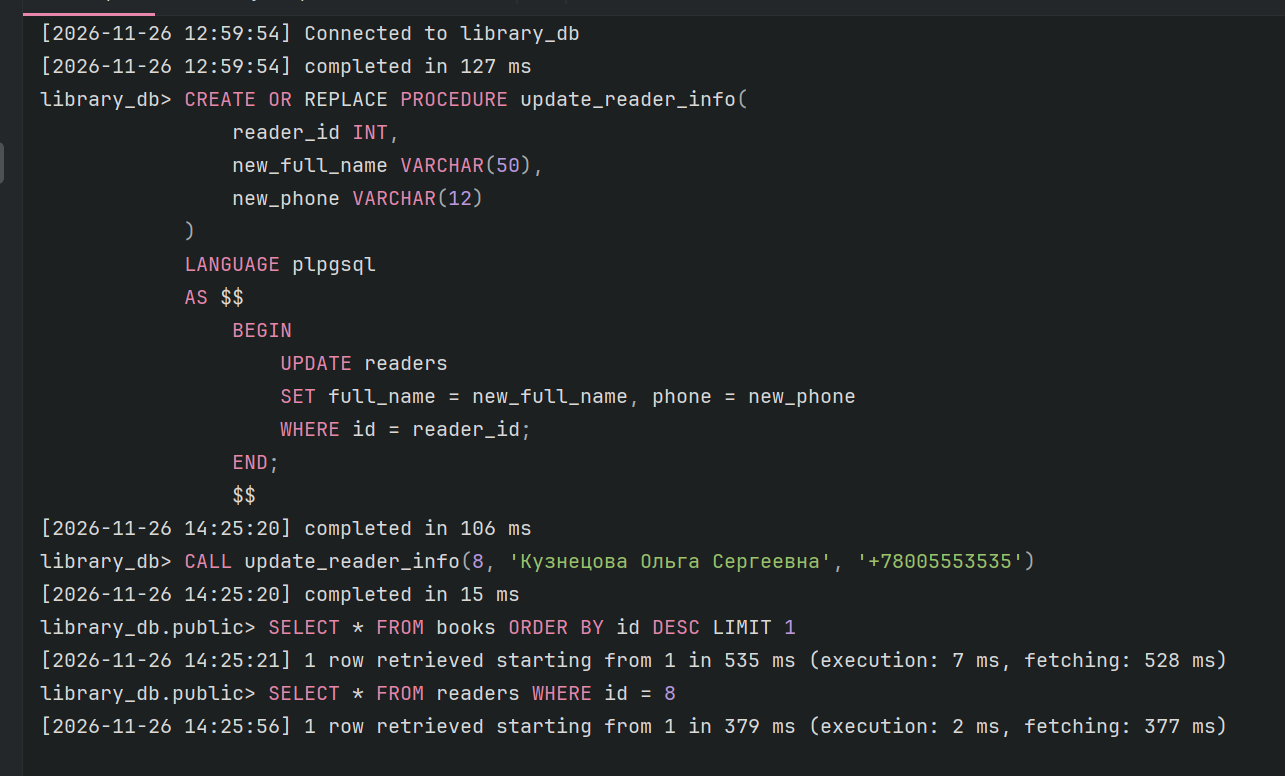 [2026-11-26 12:59:54] Connected to library_db
[2026-11-26 12:59:54] completed in 127 ms
library_db> CREATE OR REPLACE PROCEDURE update_reader_info(
                reader_id INT,
                new_full_name VARCHAR(50),
                new_phone VARCHAR(12)
            )
            LANGUAGE plpgsql
            AS $$
                BEGIN
                    UPDATE readers
                    SET full_name = new_full_name, phone = new_phone
                    WHERE id = reader_id;
                END;
                $$
[2026-11-26 14:25:20] completed in 106 ms
library_db> CALL update_reader_info(8, 'Кузнецова Ольга Сергеевна', '+78005553535')
[2026-11-26 14:25:20] completed in 15 ms
library_db.public> SELECT * FROM books ORDER BY id DESC LIMIT 1
[2026-11-26 14:25:21] 1 row retrieved starting from 1 in 535 ms (execution: 7 ms, fetching: 528 ms)
library_db.public> SELECT * FROM readers WHERE id = 8
[2026-11-26 14:25:56] 1 row retrieved starting from 1 in 379 ms (execution: 2 ms, fetching: 377 ms)